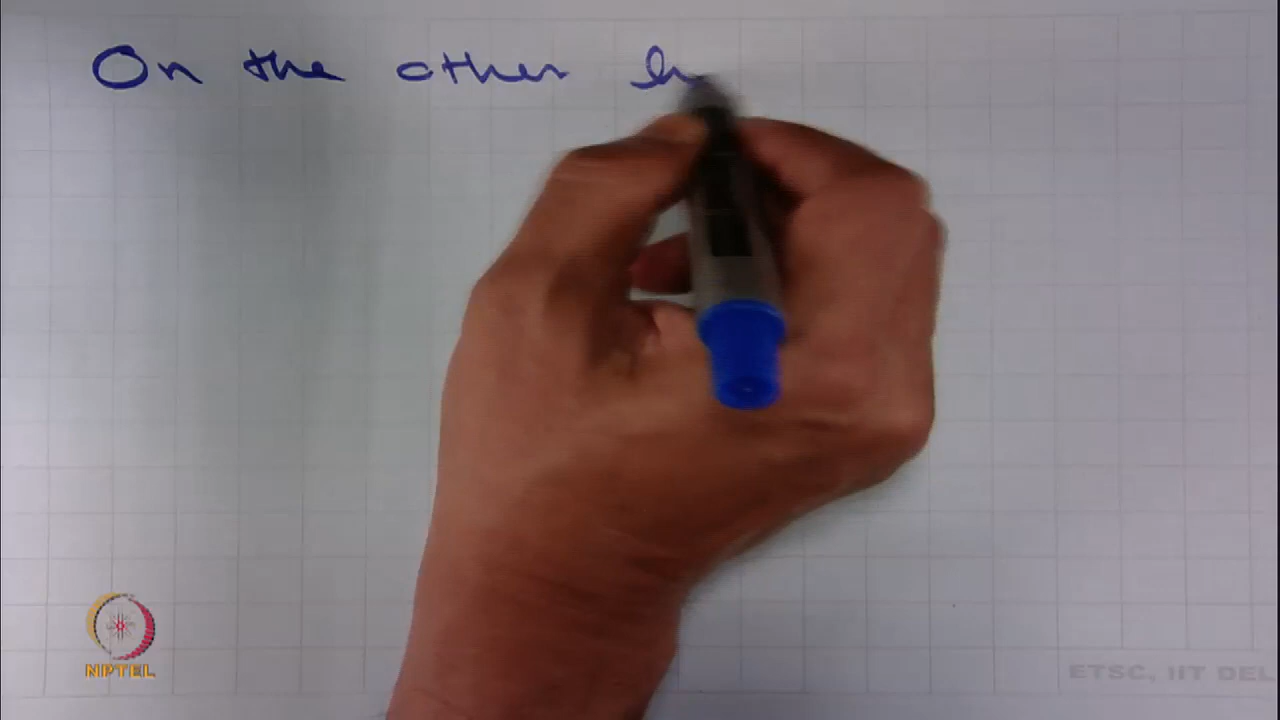 On the other h
NPTEL
ETSC, IIT DEL